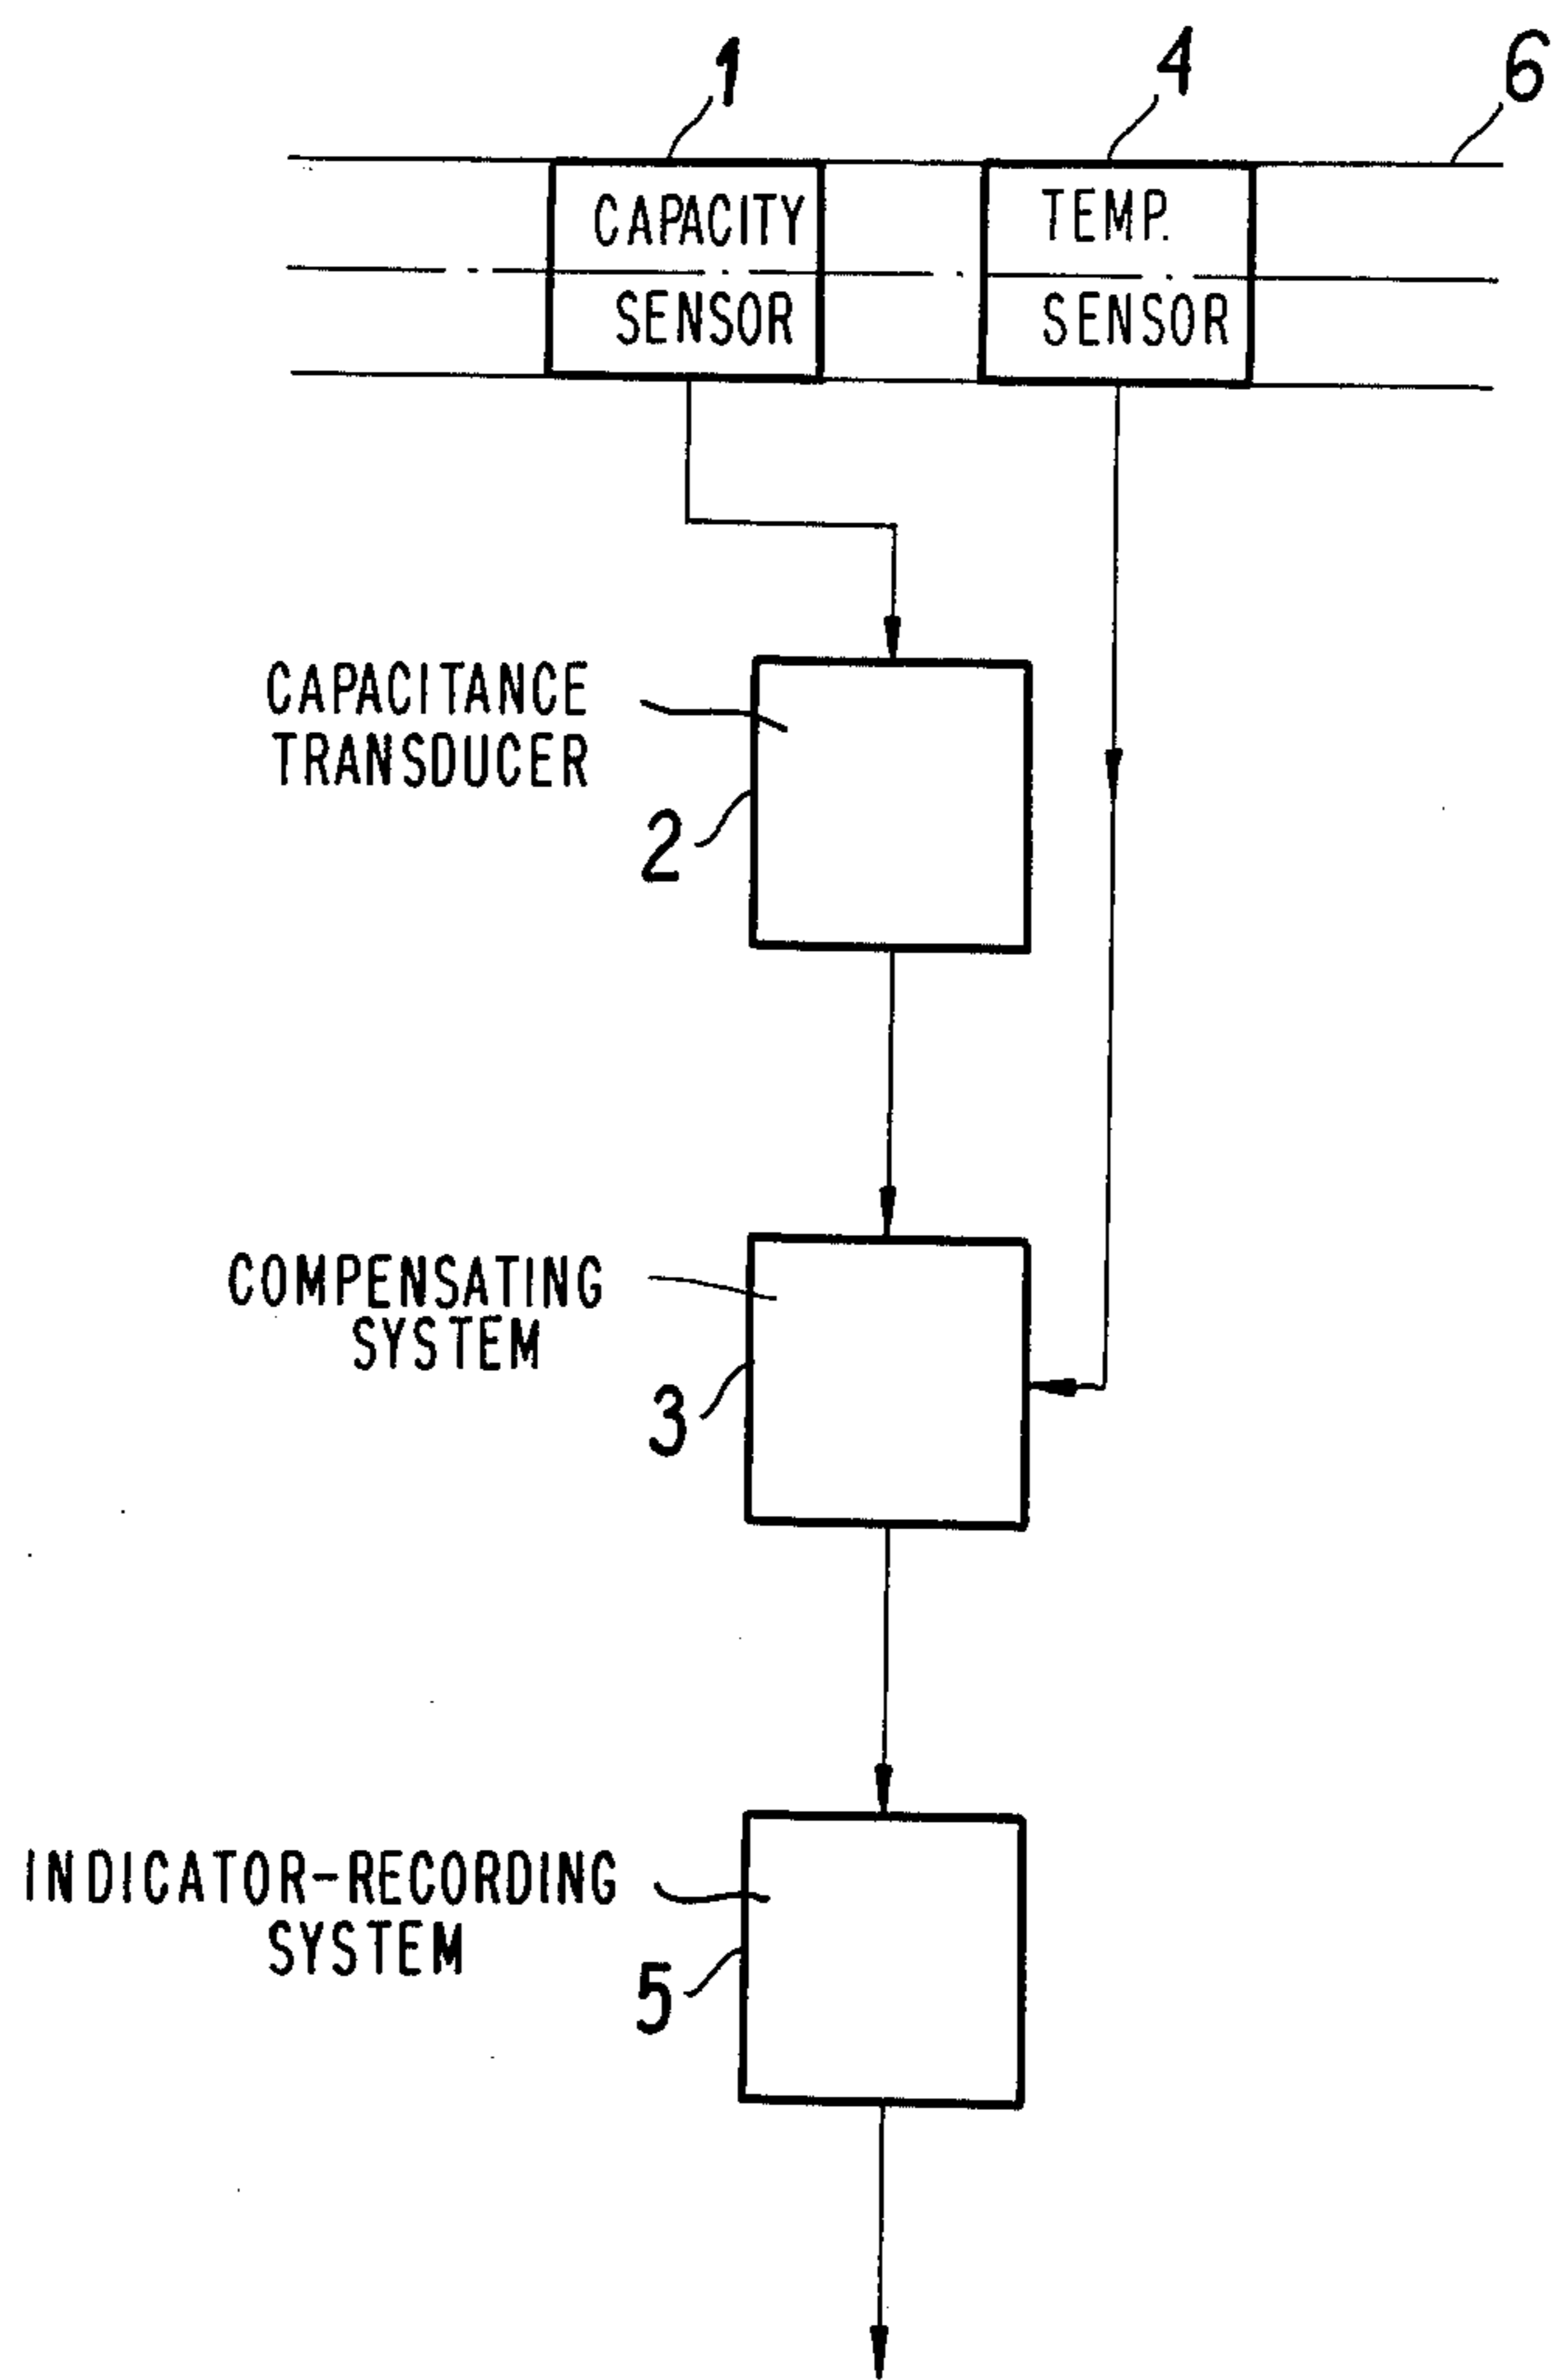 1
4
6
CAPACITY
SENSOR
TEMP.
SENSOR
CAPACITANCE
TRANSDUCER
2
COMPENSATING
SYSTEM
3
INDICATOR-RECORDING
SYSTEM
5